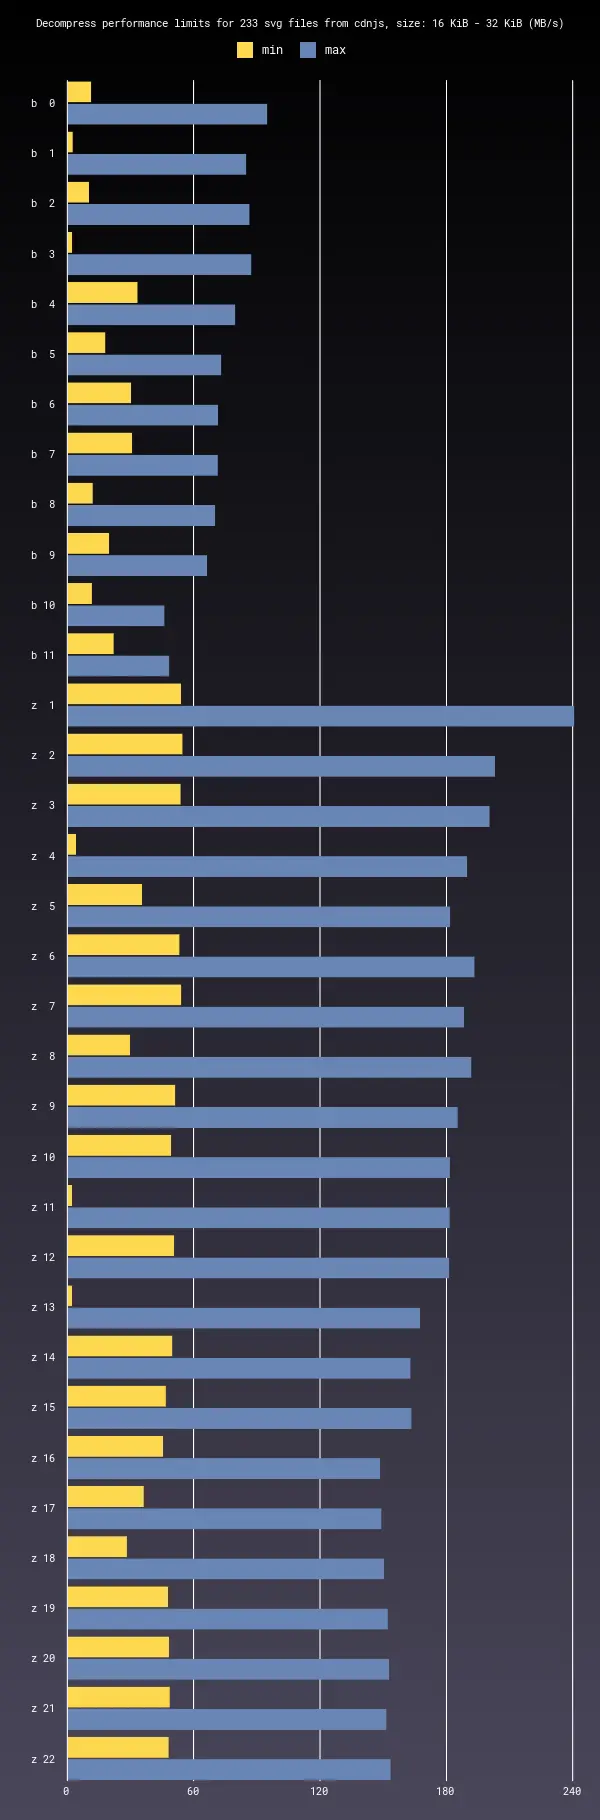 Decompress performance limits for 233 svg files from cdnjs, size: 16 KiB - 32 KiB (MB/s)
min max
b 0
b 1
b 2
b 3
b 4
b 5
b 6
b 7
b 8
b 9
b 10
b 11
z 1
z 2
z 3
z 4
z 5
z 6
z 7
z 8
z 9
z 10
z 11
z 12
z 13
z 14
z 15
z 16
z 17
z 18
z 19
z 20
z 21
z 22
0 60 120 180 240